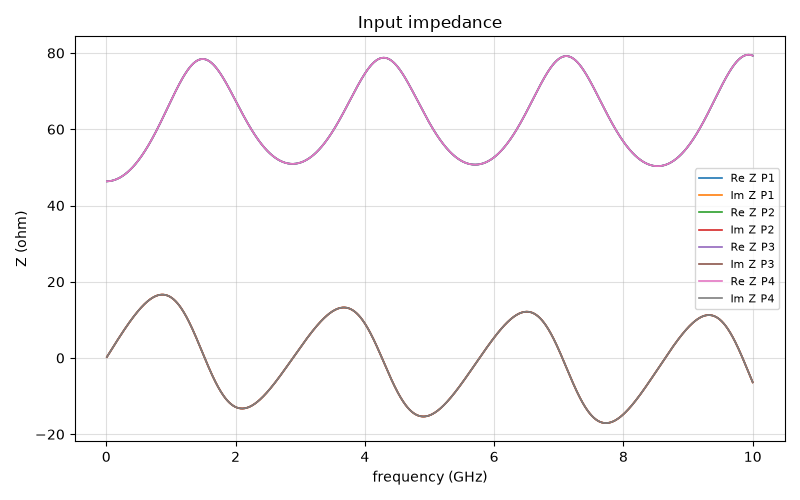 Input impedance
80
60
40
20
0
−20
Z (ohm)
Re Z P1
Im Z P1
Re Z P2
Im Z P2
Re Z P3
Im Z P3
Re Z P4
Im Z P4
0 2 4 6 8 10
frequency (GHz)